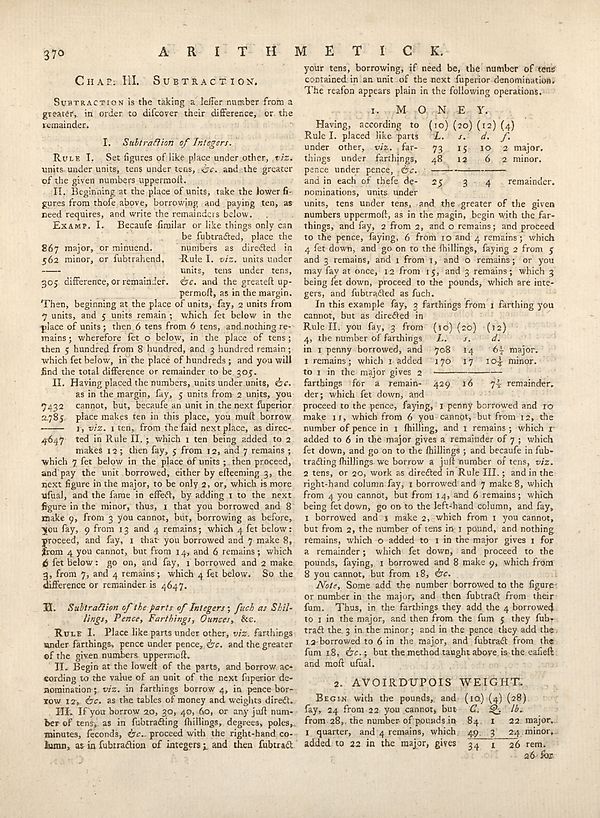 370 A R I T H M E T I C K.
CHAP. III. SUBTRACTION.
SUBTRACTION is the taking a leſſer number from a
greater, in order to diſcover their difference, or the
remainder.
I. Subtraction of Integers.
RULE I. Set figures of like place under other, viz.
units under units, tens under tens, &c. and the greater
of the given numbers uppermoſt.
II. Beginning at the place of units, take the lower fi-
gures from thoſe above, borrowing and paying ten, as
need requires, and write the remainders below.
EXAMP. I. Becauſe ſimilar or like things only can
be ſubtracted, place the
867 major, or minuend. numbers as directed in
562 minor, or ſubtrahend, Rule I. viz. units under
—— units, tens under tens,
305 difference, or remainder. &c. and the greateſt up-
permoſt, as in the margin.
Then, beginning at the place of units, ſay, 2 units from
7 units, and 5 units remain; which ſet below in the
place of units; then 6 tens from 6 tens, and nothing re-
mains; wherefore ſet 0 below, in the place of tens;
then 5 hundred from 8 hundred, and 3 hundred remain;
which ſet below, in the place of hundreds; and you will
find the total difference or remainder to be 305.
II. Having placed the numbers, units under units, &c.
as in the margin, ſay, 5 units from 2 units, you
7432 cannot, but, becauſe an unit in the next ſuperior
2785 place makes ten in this place, you muſt borrow
—— 1, viz. 1 ten, from the ſaid next place, as direc-
4647 ted in Rule II.; which 1 ten being added to 2
makes 12; then ſay, 5 from 12, and 7 remains;
which 7 ſet below in the place of units; then proceed,
and pay the unit borrowed, either by eſteeming 3, the
next figure in the major, to be only 2, or, which is more
uſual, and the ſame in effect, by adding 1 to the next
figure in the minor, thus, 1 that you borrowed and 8
make 9, from 3 you cannot, but, borrowing as before,
you ſay, 9 from 13 and 4 remains; which 4 ſet below:
proceed, and ſay, 1 that you borrowed and 7 make 8,
from 4 you cannot, but from 14, and 6 remains; which
6 ſet below: go on, and ſay, 1 borrowed and 2 make
3, from 7, and 4 remains; which 4 ſet below. So the
difference or remainder is 4647.
II. Subtraction of the parts of Integers; ſuch as Shil-
lings, Pence, Farthings, Ounces, &c.
RULE I. Place like parts under other, viz. farthings
under farthings, pence under pence, &c. and the greater
of the given numbers uppermoſt.
II. Begin at the loweſt of the parts, and borrow ac-
cording to the value of an unit of the next ſuperior de-
nomination; viz. in farthings borrow 4, in pence bor-
row 12, &c. as the tables of money and weights direct.
III. If you borrow 20, 30, 40, 60, or any juſt num-
ber of tens, as in ſubtracting ſhillings, degrees, poles,
minutes, ſeconds, &c. proceed with the right-hand co-
lumn, as in ſubtraction of integers; and then ſubtract
your tens, borrowing, if need be, the number of tens
contained in an unit of the next ſuperior denomination.
The reaſon appears plain in the following operations.
1. M O N E Y.
Having, according to (10) (20) (12) (4)
Rule I. placed like parts L. s. d. f.
under other, viz. far- 73 15 10 2 major.
things under farthings, 48 12 6 2 minor.
pence under pence, &c. ——
and in each of theſe de- 25 3 4 remainder.
nominations, units under
units, tens under tens, and the greater of the given
numbers uppermoſt, as in the magin, begin with the far-
things, and ſay, 2 from 2, and 0 remains; and proceed
to the pence, ſaying, 6 from 10 and 4 remains; which
4 ſet down, and go on to the ſhillings, ſaying 2 from 5
and 3 remains, and 1 from 1, and 0 remains; or you
may ſay at once, 12 from 15, and 3 remains; which 3
being ſet down, proceed to the pounds, which are inte-
gers, and ſubtracted as ſuch.
In this example ſay, 2 farthings from 1 farthing you
cannot, but as directed in
Rule II. you ſay, 3 from (10) (20) (12)
4, the number of farthings L. s. d.
in 1 penny borrowed, and 708 14 6¼ major.
1 remains; which 1 added 170 17 10¾ minor.
to 1 in the major gives 2 ——
farthings for a remain- 429 16 7½ remainder.
der; which ſet down, and
proceed to the pence, ſaying, 1 penny borrowed and 10
make 11, which from 6 you cannot, but from 12, the
number of pence in 1 ſhilling, and 1 remains; which 1
added to 6 in the major gives a remainder of 7; which
ſet down, and go on to the ſhillings; and becauſe in ſub-
tracting ſhillings we borrow a juſt number of tens, viz.
2 tens, or 20, work as directed in Rule III.; and in the
right-hand column ſay, 1 borrowed and 7 make 8, which
from 4 you cannot, but from 14, and 6 remains; which
being ſet down, go on to the left-hand column, and ſay,
1 borrowed and 1 make 2, which from 1 you cannot,
but from 2, the number of tens in 1 pound, and nothing
remains, which 0 added to 1 in the major gives 1 for
a remainder; which ſet down, and proceed to the
pounds, ſaying, 1 borrowed and 8 make 9, which from
8 you cannot, but from 18, &c.
Note, Some add the number borrowed to the figure
or number in the major, and then ſubtract from their
ſum. Thus, in the farthings they add the 4 borrowed
to 1 in the major, and then from the ſum 5 they ſub-
tract the 3 in the minor; and in the pence they add the
12 borrowed to 6 in the major, and ſubtract from the
ſum 18, &c.; but the method taught above is the eaſieſt
and moſt uſual.
2. AVOIRDUPOIS WEIGHT.
BEGIN with the pounds, and (10) (4) (28)
ſay, 24 from 22 you cannot, but C. Q. lb.
from 28, the number of pounds in 84 1 22 major.
1 quarter, and 4 remains, which 49 3 24 minor.
added to 22 in the major, gives 34 1 26 rem.
26 for